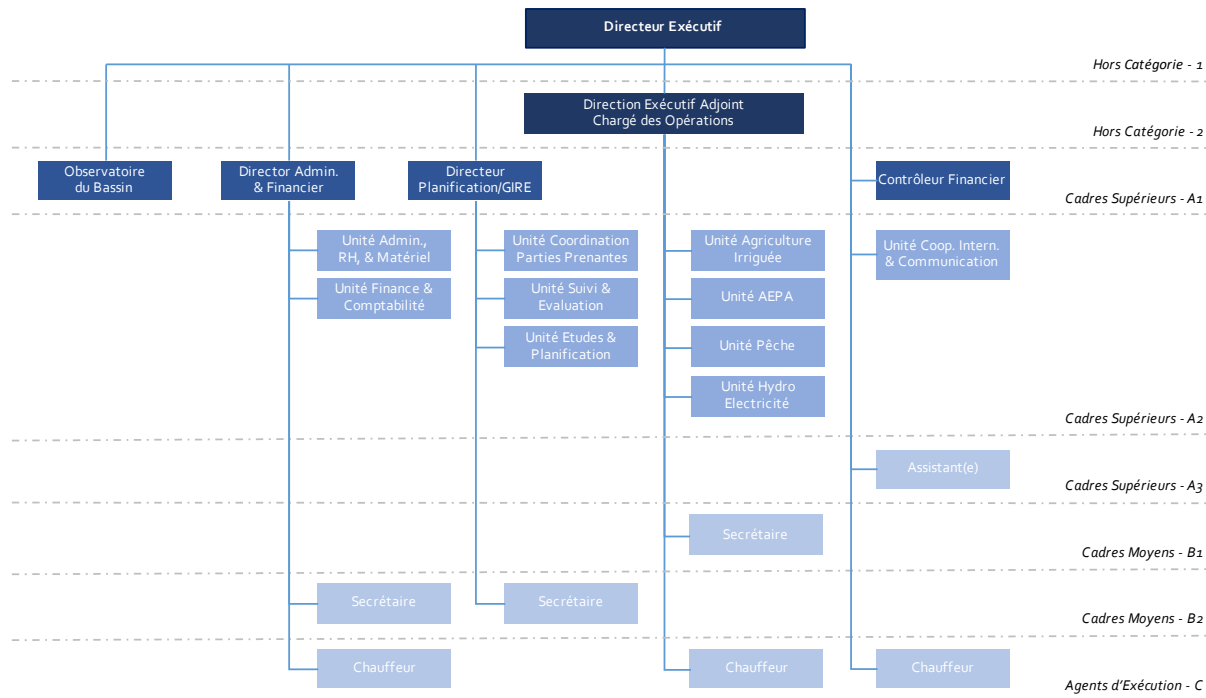 Directeur Exécutif
Hors Catégorie - 1
Direction Exécutif Adjoint
Chargé des Opérations
Hors Catégorie - 2
Observatoire
du Bassin
Director Admin.
& Financier
Directeur
Planification/GIRE
Contrôleur Financier
Cadres Supérieurs - A1
Unité Admin.,
RH, & Matériel
Unité Coordination
Parties Prenantes
Unité Agriculture
Irriguée
Unité Coop. Intern.
& Communication
Unité Finance &
Comptabilité
Unité Suivi &
Evaluation
Unité AEPA
Unité Etudes &
Planification
Unité Pêche
Unité Hydro
Electricité
Cadres Supérieurs - A2
Assistant(e)
Cadres Supérieurs - A3
Secrétaire
Cadres Moyens - B1
Secrétaire
Secrétaire
Cadres Moyens - B2
Chauffeur
Chauffeur
Chauffeur
Agents d'Exécution - C